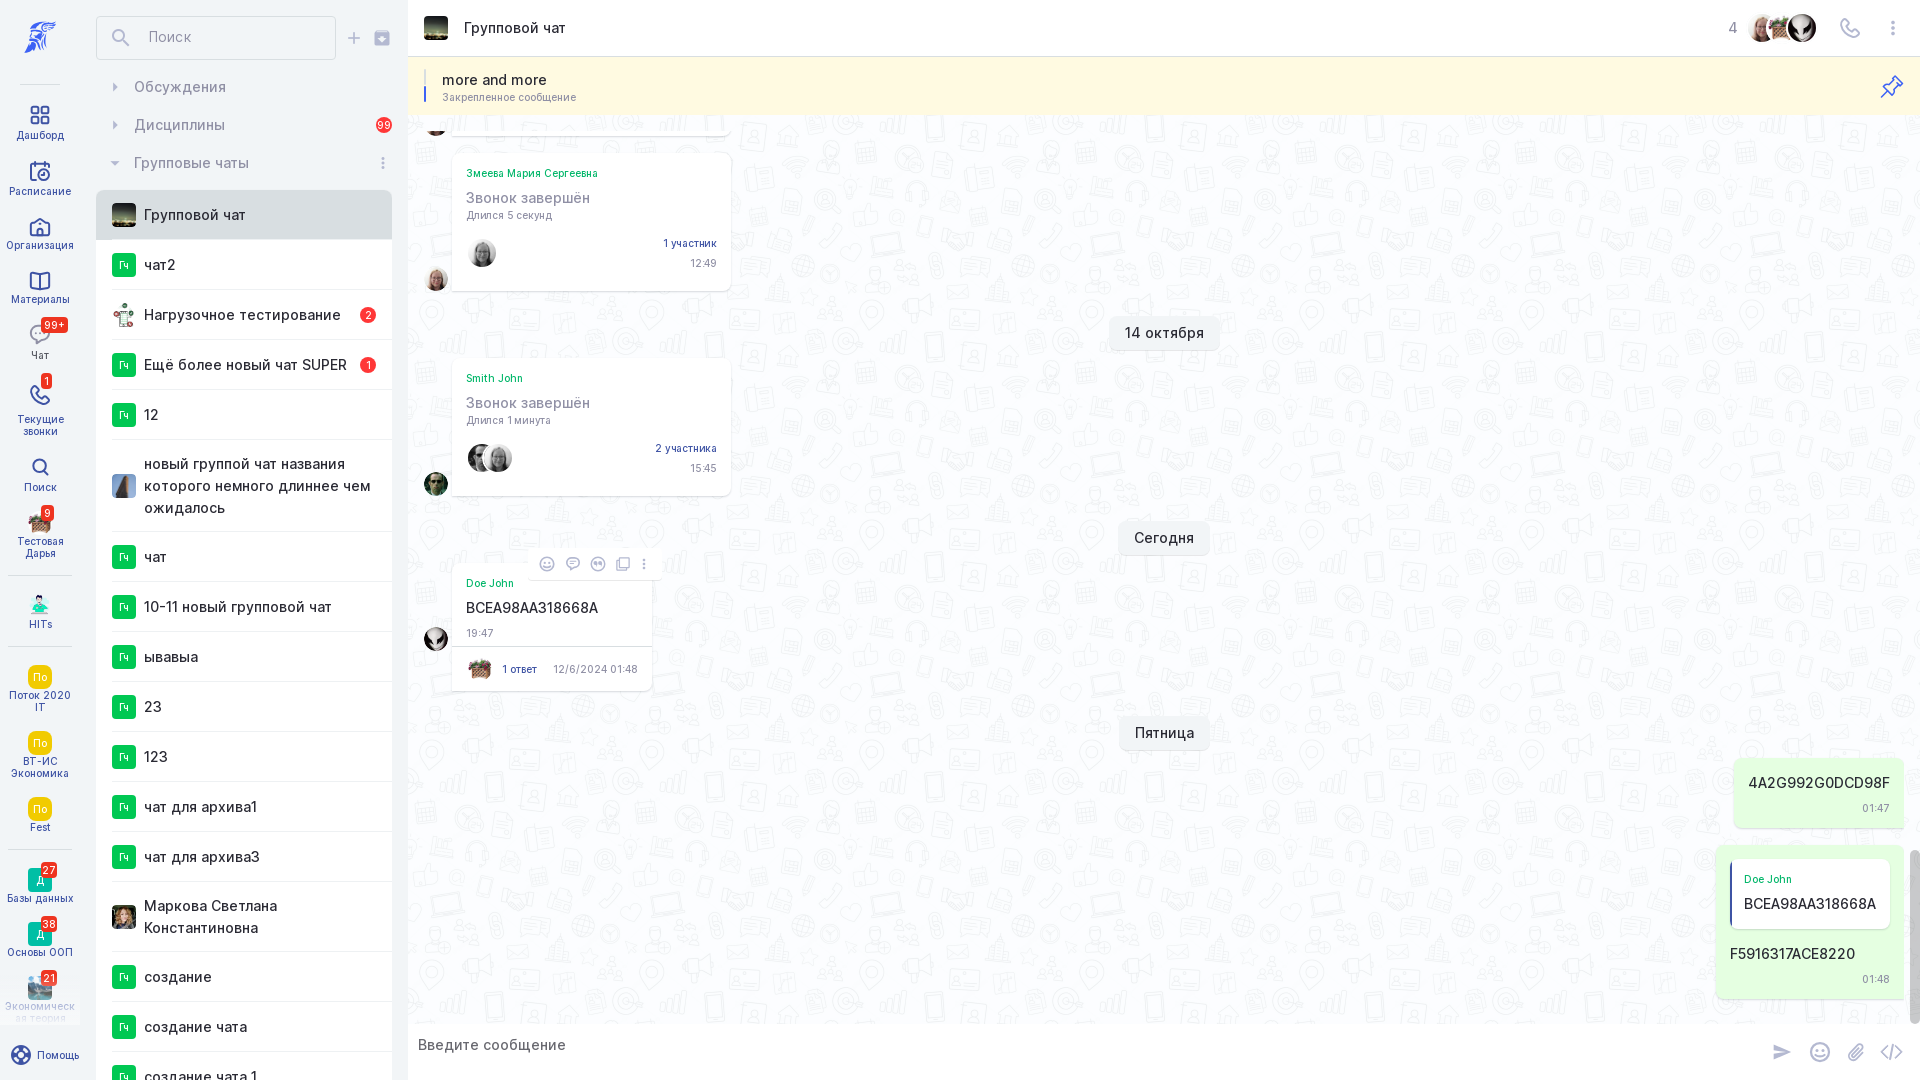 Дашборд
Расписание
Организация
Материалы
99+
Чат
1
Текущие
звонки
Поиск
9
Тестовая
Дарья
HITs
По
Поток 2020
IT
По
ВТ-ИС
Экономика
По
Fest
27
Д
Базы данных
38
Д
Основы ООП
21
Экономическ
ая теория
Помощь
Поиск
Обсуждения
Дисциплины
99
Групповые чаты
Групповой чат
Гч
чат2
Нагрузочное тестирование
2
Гч
Ещё более новый чат SUPER
1
Гч
12
новый группой чат названия
которого немного длиннее чем
ожидалось
Гч
чат
Гч
10-11 новый групповой чат
Гч
ывавыа
Гч
23
Гч
123
Гч
чат для архива1
Гч
чат для архива3
Маркова Светлана
Константиновна
Гч
создание
Гч
создание чата
Гч
создание чата 1
Групповой чат
4
more and more
Закрепленное сообщение
Змеева Мария Сергеевна
Звонок завершён
Длился 5 секунд
1 участник
12:49
14 октября
Smith John
Звонок завершён
Длился 1 минута
2 участника
15:45
Сегодня
Doe John
BCEA98AA318668A
19:47
1 ответ
12/6/2024 01:48
Пятница
4A2G992G0DCD98F
01:47
Doe John
BCEA98AA318668A
F5916317ACE8220
01:48
Введите сообщение